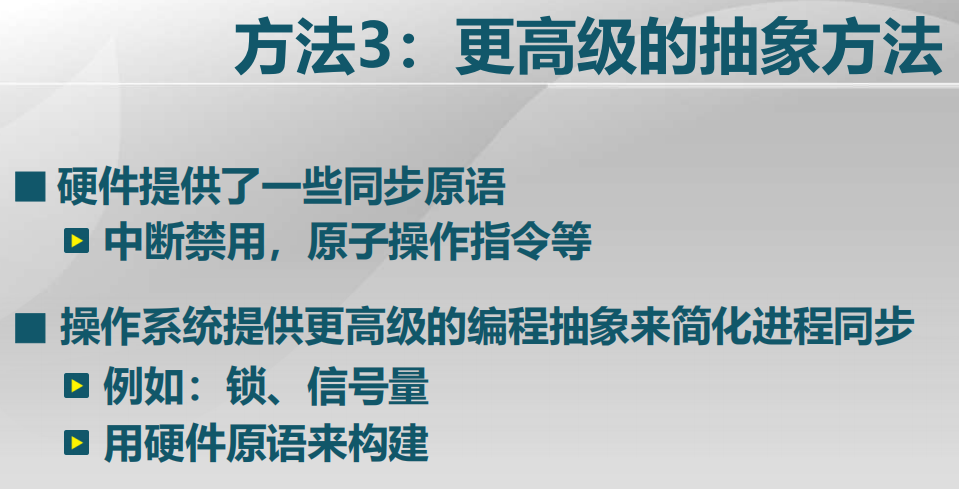 方法3：更高级的抽象方法
硬件提供了一些同步原语
中断禁用，原子操作指令等
操作系统提供更高级的编程抽象来简化进程同步
例如：锁、信号量
用硬件原语来构建